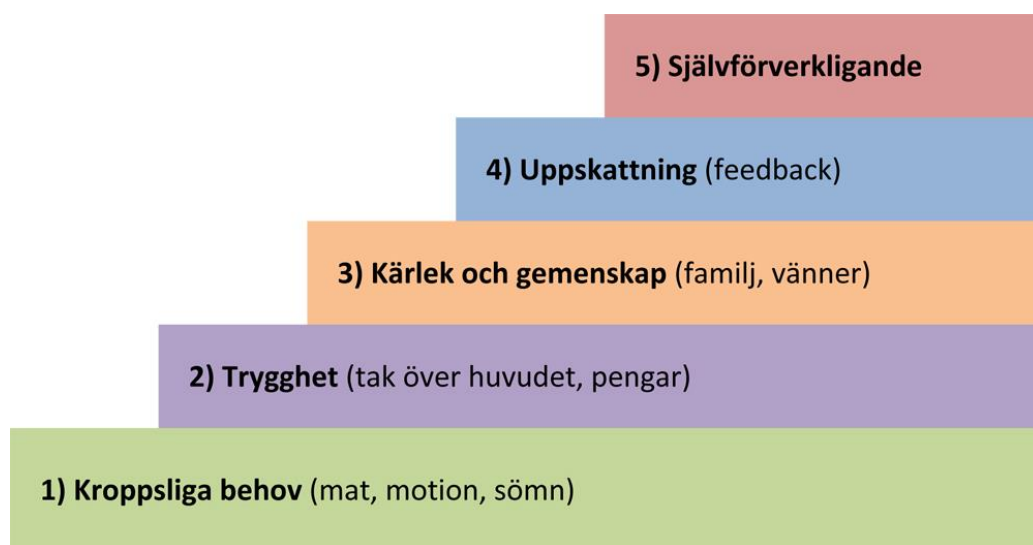 5) Självförverkligande
4) Uppskattning (feedback)
3) Kärlek och gemenskap (familj, vänner)
2) Trygghet (tak över huvudet, pengar)
1) Kroppsliga behov (mat, motion, sömn)